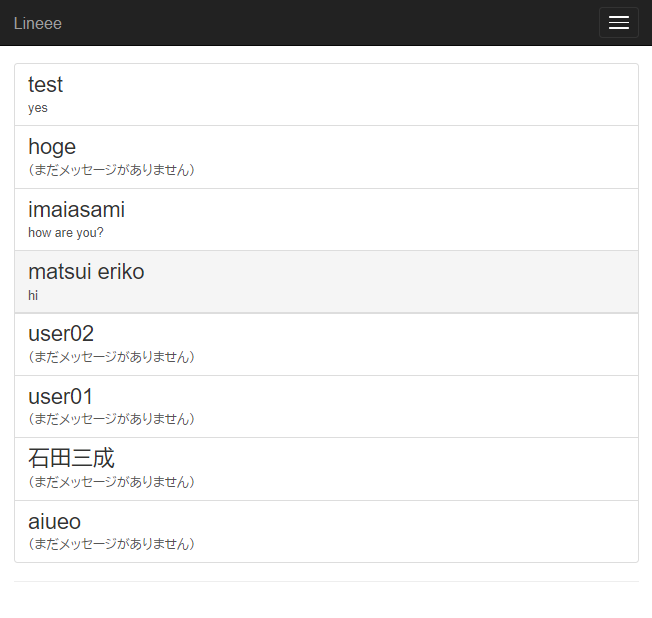 Lineee
test
yes
hoge
（まだメッセージがありません）
imaiasami
how are you?
matsui eriko
hi
user02
（まだメッセージがありません）
user01
（まだメッセージがありません）
石田三成
（まだメッセージがありません）
aiueo
（まだメッセージがありません）